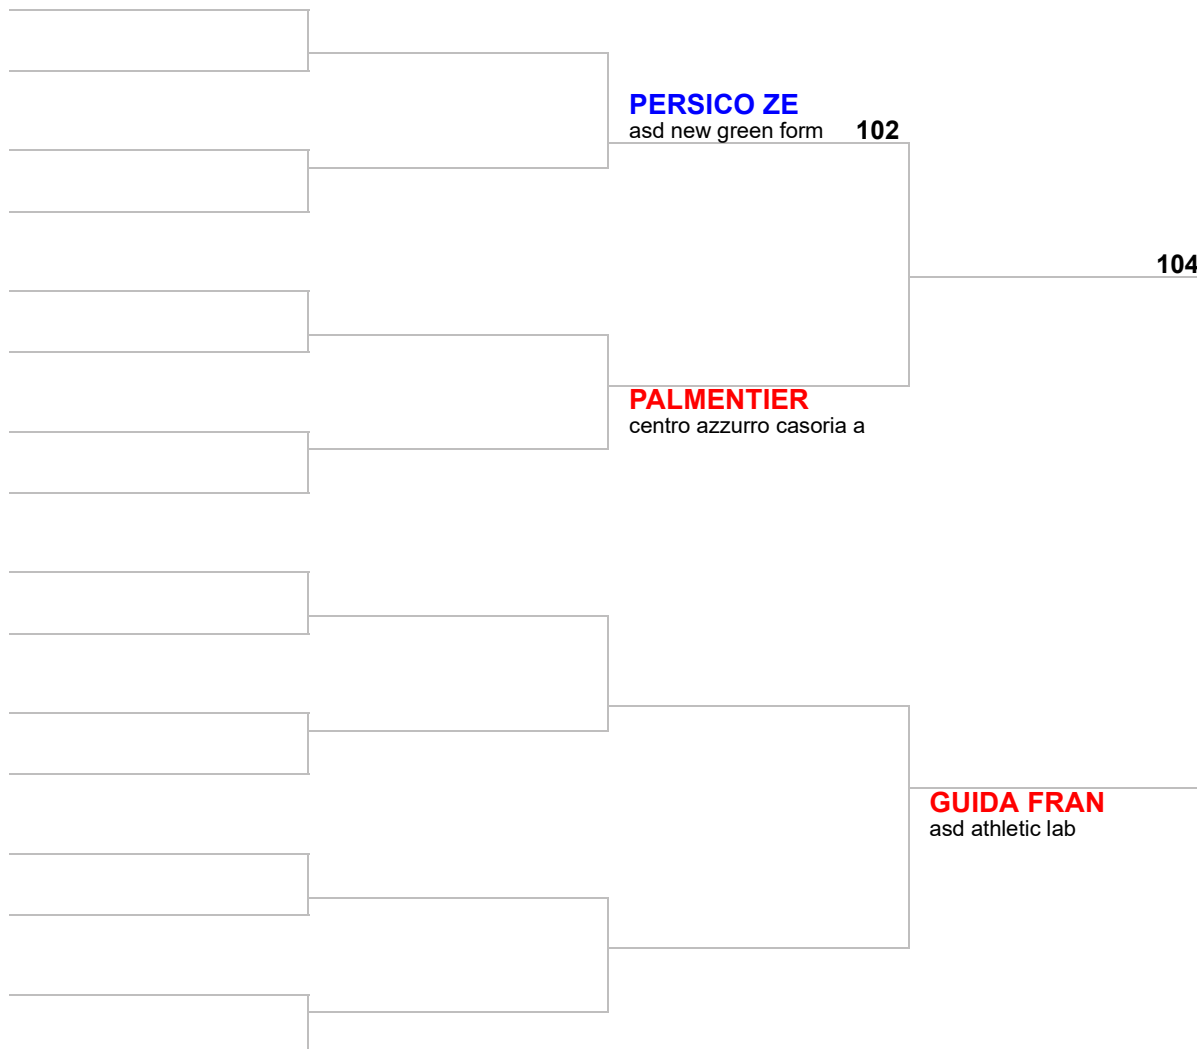 PERSICO ZE
asd new green form 102
104
PALMENTIER
centro azzurro casoria a
GUIDA FRAN
asd athletic lab